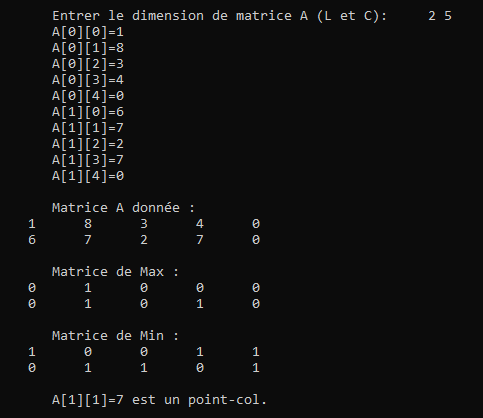 Entrer le dimension de matrice A (L et C): 2 5
A[0][0]=1
A[0][1]=8
A[0][2]=3
A[0][3]=4
A[0][4]=0
A[1][0]=6
A[1][1]=7
A[1][2]=2
A[1][3]=7
A[1][4]=0
Matrice A donnée :
1 8 3 4 0
6 7 2 7 0
Matrice de Max :
0 1 0 0 0
0 1 0 1 0
Matrice de Min :
1 0 0 1 1
0 1 1 0 1
A[1][1]=7 est un point-col.